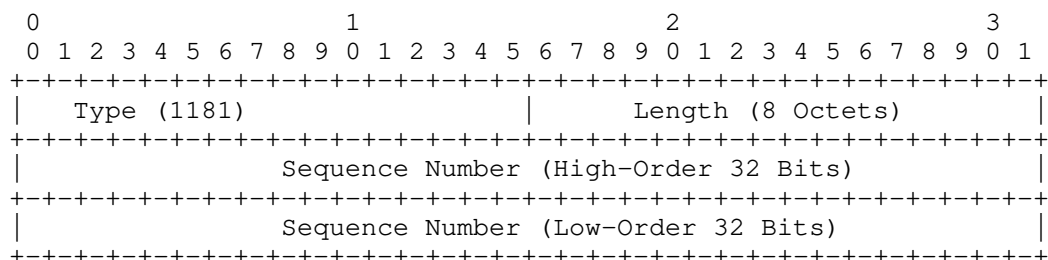 0                   1                   2                   3
 0 1 2 3 4 5 6 7 8 9 0 1 2 3 4 5 6 7 8 9 0 1 2 3 4 5 6 7 8 9 0 1
+-+-+-+-+-+-+-+-+-+-+-+-+-+-+-+-+-+-+-+-+-+-+-+-+-+-+-+-+-+-+-+-+
|   Type (1181)                 |      Length (8 Octets)        |
+-+-+-+-+-+-+-+-+-+-+-+-+-+-+-+-+-+-+-+-+-+-+-+-+-+-+-+-+-+-+-+-+
|                Sequence Number (High-Order 32 Bits)           |
+-+-+-+-+-+-+-+-+-+-+-+-+-+-+-+-+-+-+-+-+-+-+-+-+-+-+-+-+-+-+-+-+
|                Sequence Number (Low-Order 32 Bits)            |
+-+-+-+-+-+-+-+-+-+-+-+-+-+-+-+-+-+-+-+-+-+-+-+-+-+-+-+-+-+-+-+-+